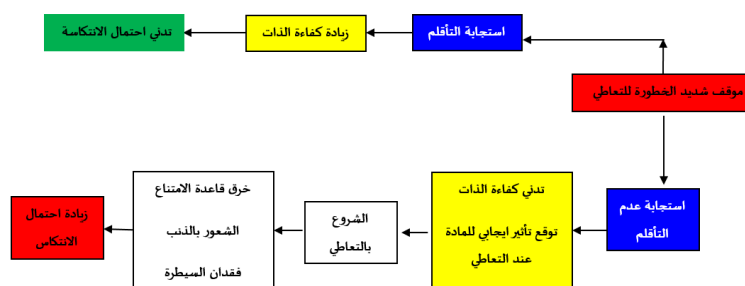 موقف شديد الخطورة للتعاطي
استجابة التأقلم
زيادة كفاءة الذات
تدني احتمال الانتكاسة
استجابة عدم
التأقلم
تدني كفاءة الذات
توقع تأثير ايجابي للمادة
عند التعاطي
الشروع
بالتعاطي
خرق قاعدة الامتناع
الشعور بالذنب
فقدان السيطرة
زيادة احتمال
الانتكاس